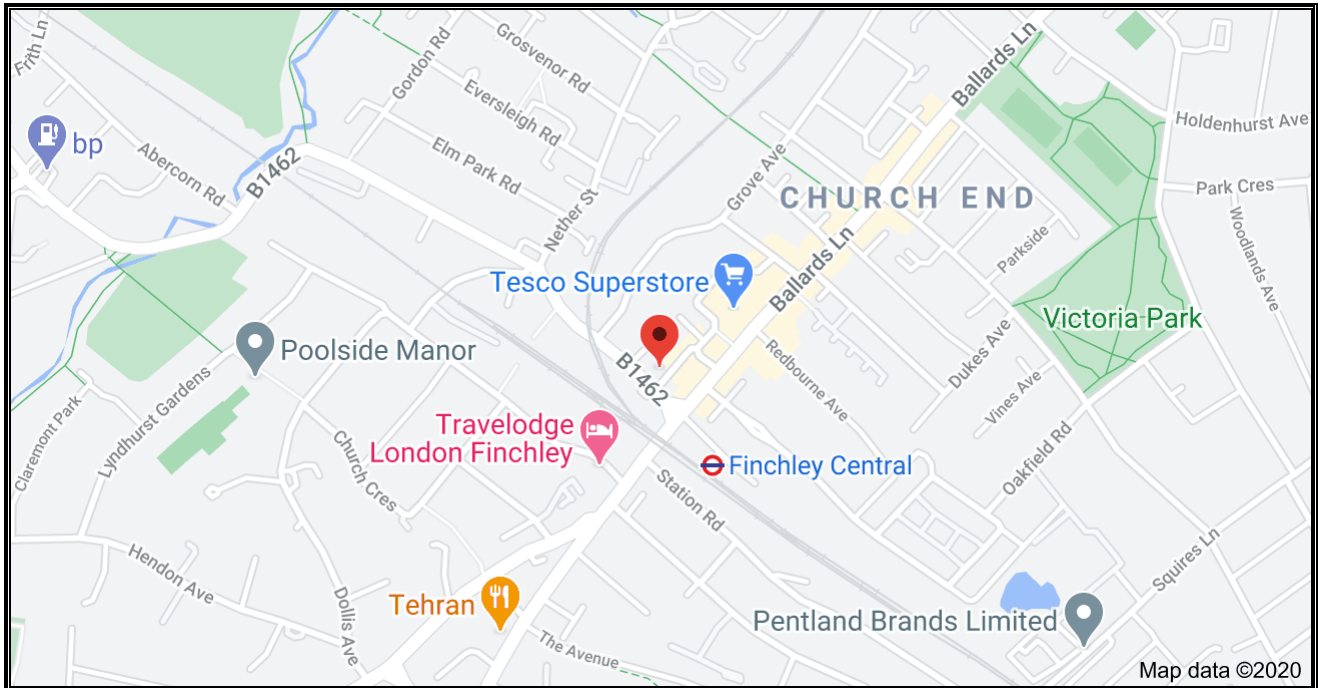 Frith Ln
Gordon Rd
Grosvenor Rd
Ballards Ln
bp
Eversleigh Rd
Holdenhurst Ave
Abercorn Rd
B1462
Elm Park Rd
Grove Ave
CHURCH END
Park Cres
Nether St
Woodlands Ave
Parkside
Tesco Superstore
Ballards Ln
Victoria Park
Poolside Manor
B1462
Redbourne Ave
Dukes Ave
Vines Ave
Claremont Park
Lyndhurst Gardens
Travelodge
London Finchley
Church Cres
Finchley Central
Oakfield Rd
Station Rd
Hendon Ave
Squires Ln
Dollis Ave
Tehran
The Avenue
Pentland Brands Limited
Map data ©2020